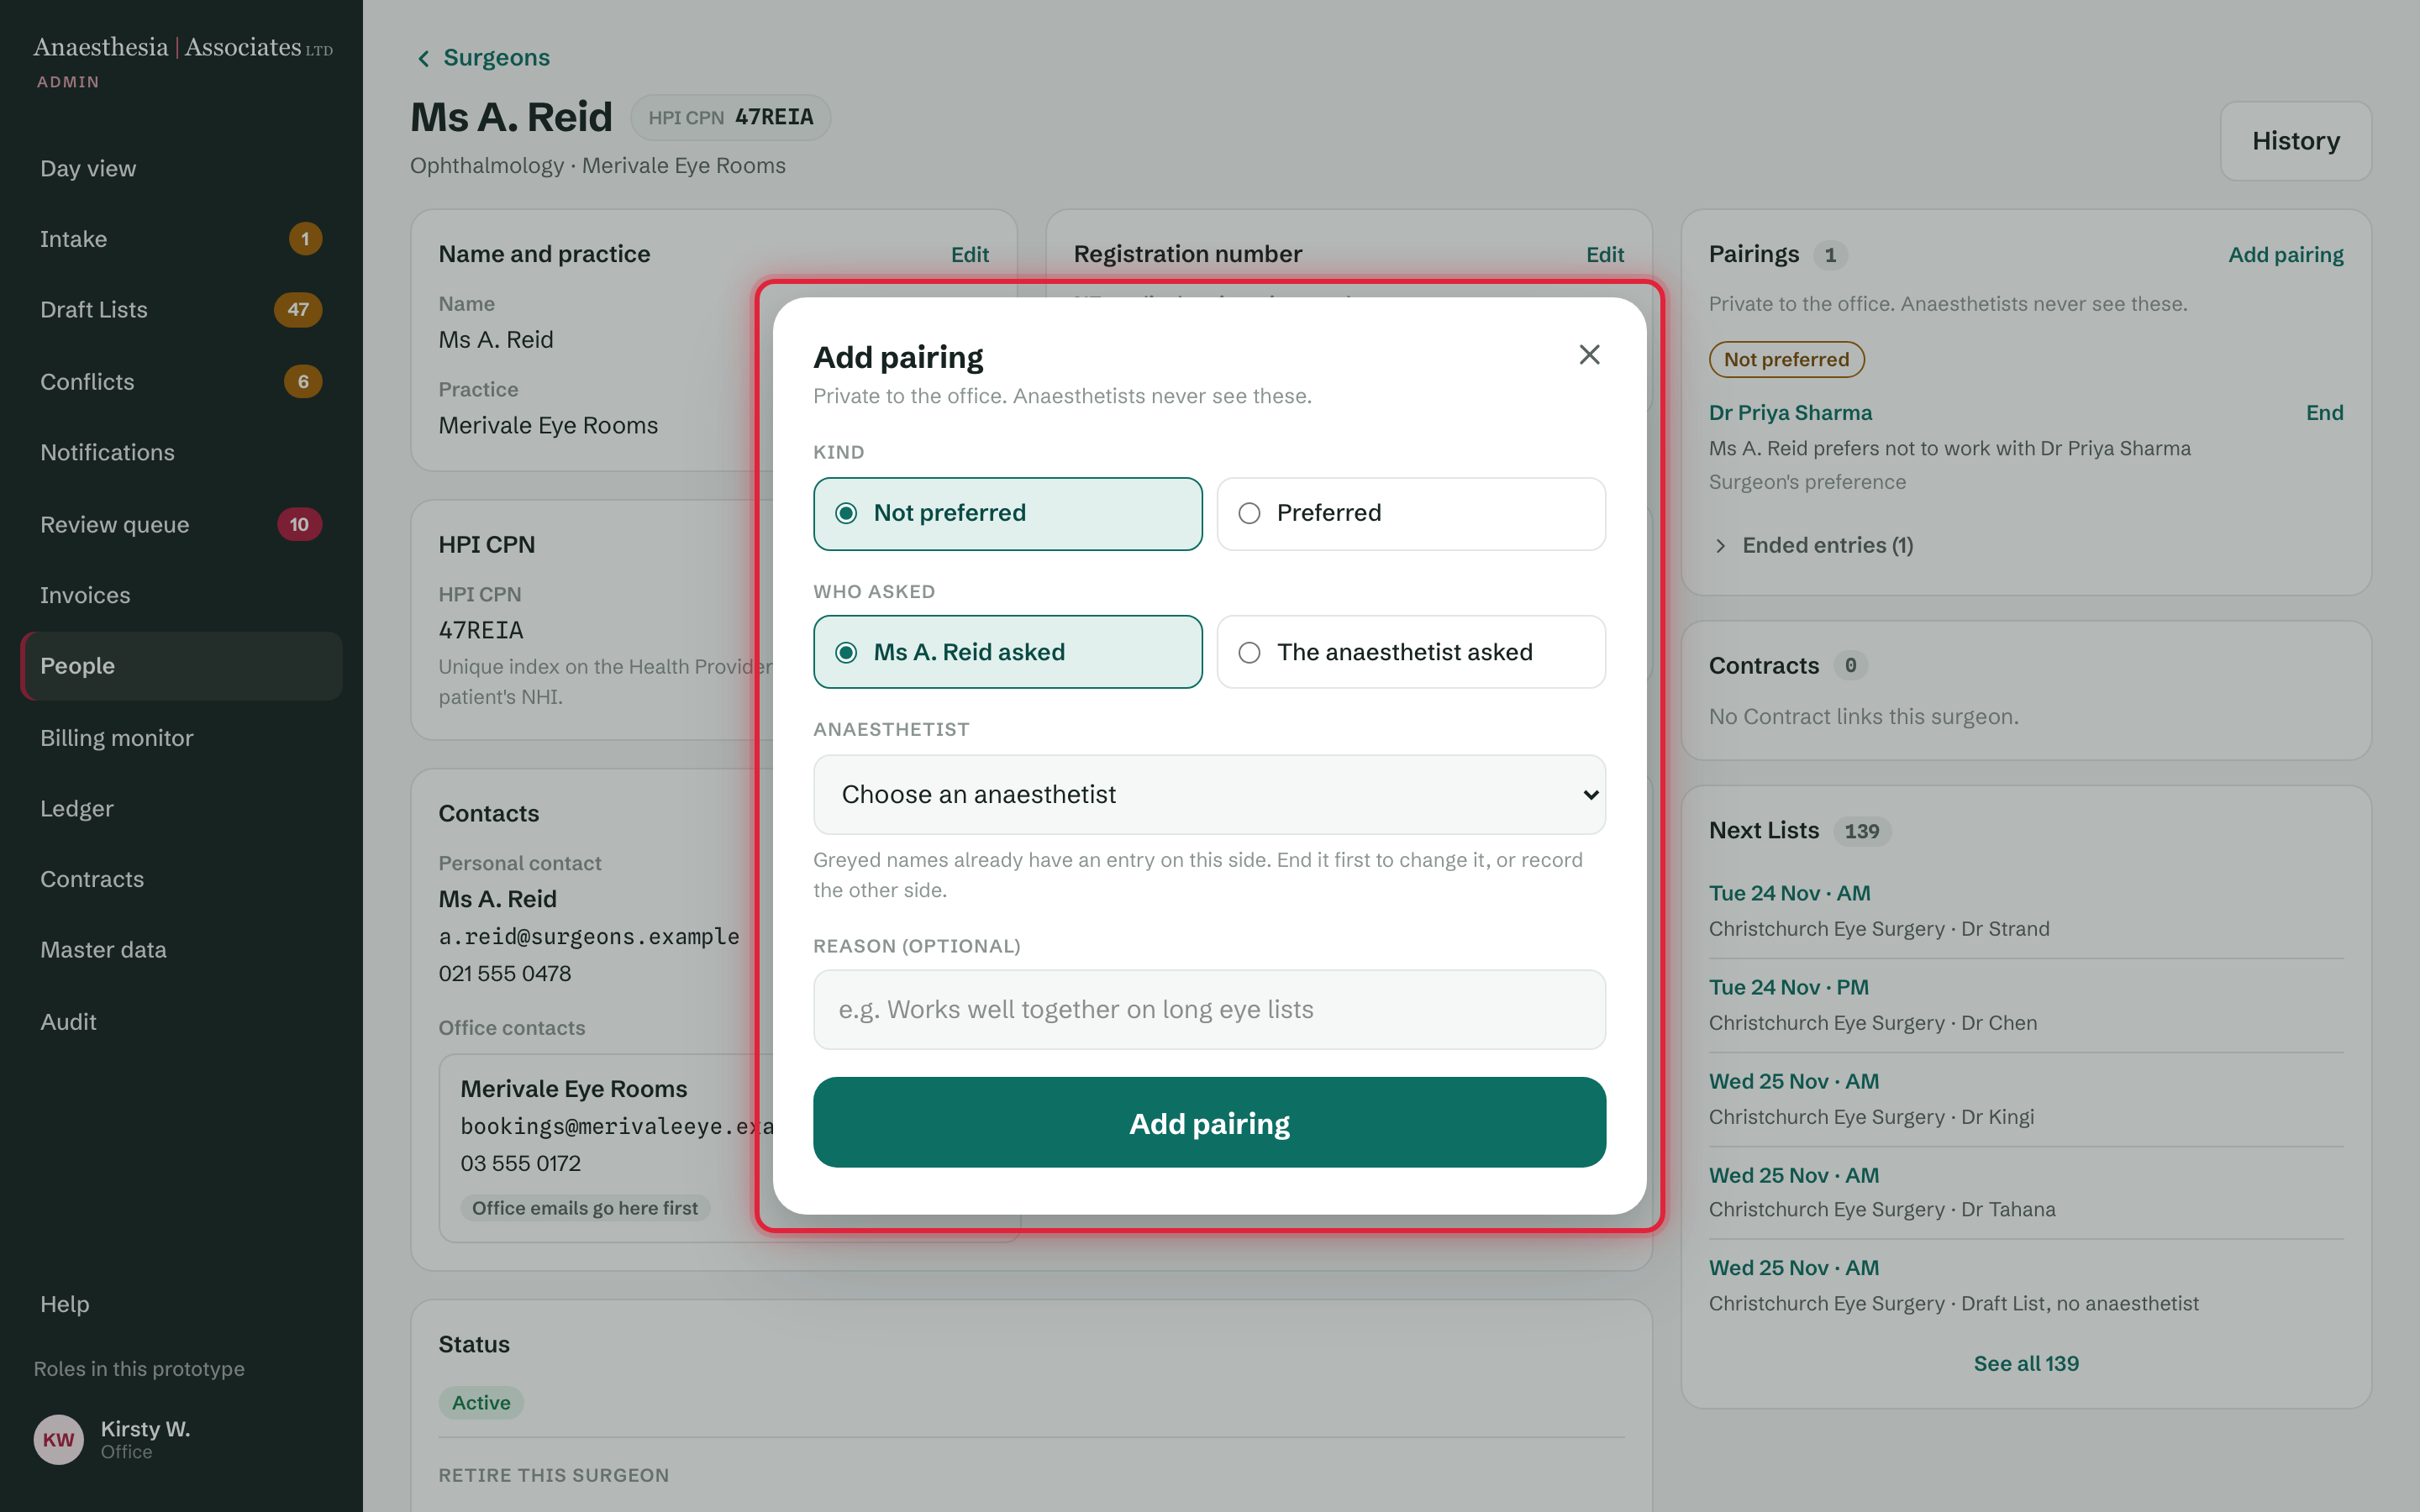 Anaesthesia | Associates LTD
ADMIN
Day view
Intake 1
Draft Lists 47
Conflicts 6
Notifications
Review queue 10
Invoices
People
Billing monitor
Ledger
Contracts
Master data
Audit
Help
Roles in this prototype
KW
Kirsty W.
Office
Surgeons
Ms A. Reid HPI CPN 47REIA
Ophthalmology · Merivale Eye Rooms
History
Name and practice Edit
Name
Ms A. Reid
Practice
Merivale Eye Rooms
HPI CPN
HPI CPN
47REIA
Unique index on the Health Provider
patient's NHI.
Contacts
Personal contact
Ms A. Reid
a.reid@surgeons.example
021 555 0478
Office contacts
Merivale Eye Rooms
bookings@merivaleeye.exa
03 555 0172
Office emails go here first
Status
Active
RETIRE THIS SURGEON
Registration number Edit
Add pairing
Private to the office. Anaesthetists never see these.
KIND
Not preferred
Preferred
WHO ASKED
Ms A. Reid asked
The anaesthetist asked
ANAESTHETIST
Choose an anaesthetist
Greyed names already have an entry on this side. End it first to change it, or record
the other side.
REASON (OPTIONAL)
e.g. Works well together on long eye lists
Add pairing
Pairings 1 Add pairing
Private to the office. Anaesthetists never see these.
Not preferred
Dr Priya Sharma End
Ms A. Reid prefers not to work with Dr Priya Sharma
Surgeon's preference
Ended entries (1)
Contracts 0
No Contract links this surgeon.
Next Lists 139
Tue 24 Nov · AM
Christchurch Eye Surgery · Dr Strand
Tue 24 Nov · PM
Christchurch Eye Surgery · Dr Chen
Wed 25 Nov · AM
Christchurch Eye Surgery · Dr Kingi
Wed 25 Nov · AM
Christchurch Eye Surgery · Dr Tahana
Wed 25 Nov · AM
Christchurch Eye Surgery · Draft List, no anaesthetist
See all 139